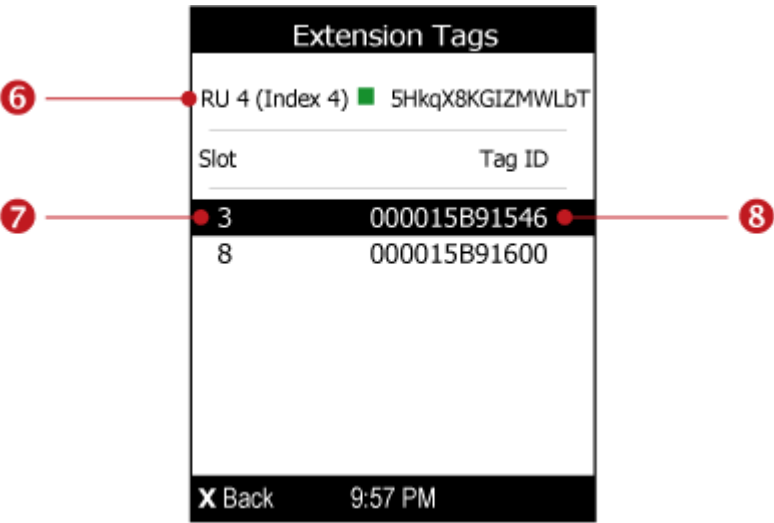 Extension Tags
6 RU 4 (Index 4) 5HkqX8KGIZMWLbT
Slot Tag ID
7 3 000015B91546 8
8 000015B91600
X Back 9:57 PM